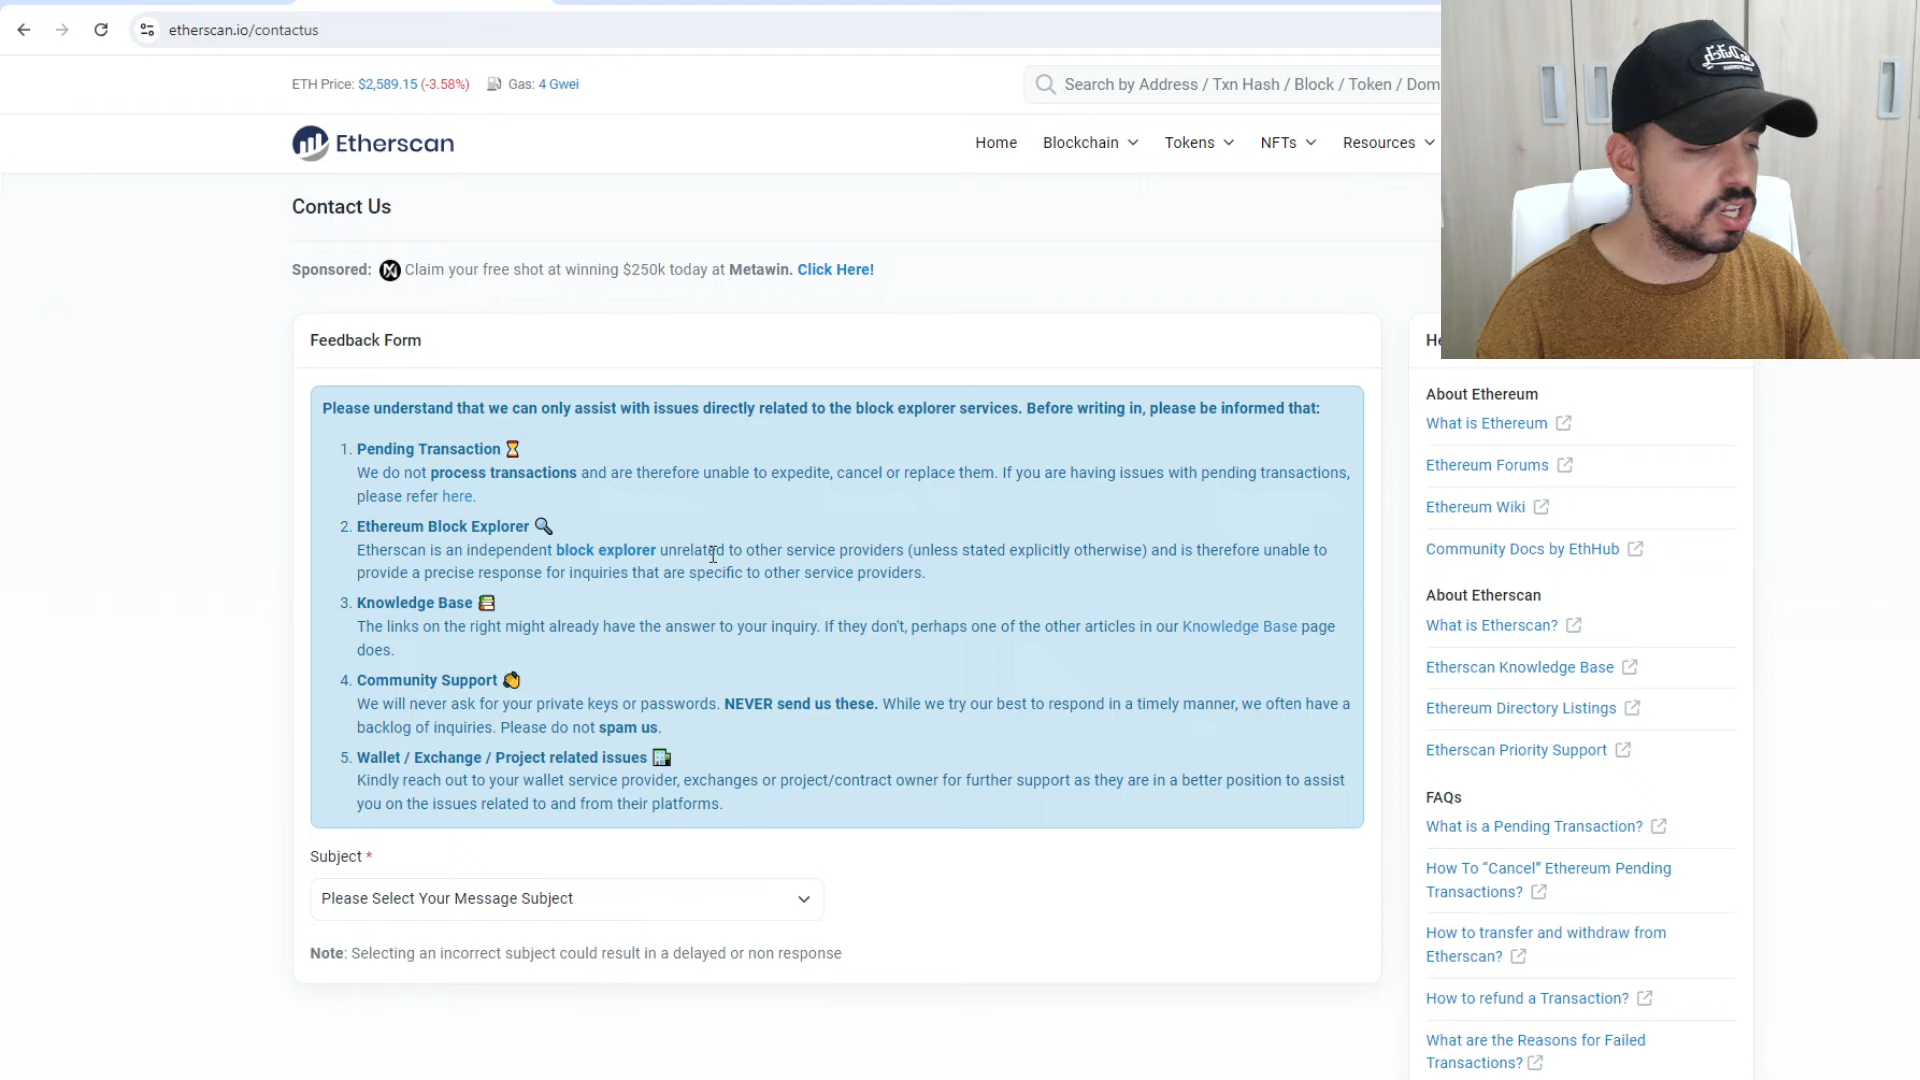 etherscan.io/contactus
ETH Price: $2,589.15 (-3.58%) Gas: 4 Gwei
Search by Address / Txn Hash / Block / Token / Dom
Etherscan
Home Blockchain Tokens NFTs Resources
Contact Us
Sponsored: Claim your free shot at winning $250k today at Metawin. Click Here!
Feedback Form
Please understand that we can only assist with issues directly related to the block explorer services. Before writing in, please be informed that:
1. Pending Transaction
We do not process transactions and are therefore unable to expedite, cancel or replace them. If you are having issues with pending transactions,
please refer here.
2. Ethereum Block Explorer
Etherscan is an independent block explorer unrelated to other service providers (unless stated explicitly otherwise) and is therefore unable to
provide a precise response for inquiries that are specific to other service providers.
3. Knowledge Base
The links on the right might already have the answer to your inquiry. If they don't, perhaps one of the other articles in our Knowledge Base page
does.
4. Community Support
We will never ask for your private keys or passwords. NEVER send us these. While we try our best to respond in a timely manner, we often have a
backlog of inquiries. Please do not spam us.
5. Wallet / Exchange / Project related issues
Kindly reach out to your wallet service provider, exchanges or project/contract owner for further support as they are in a better position to assist
you on the issues related to and from their platforms.
Subject *
Please Select Your Message Subject
Note: Selecting an incorrect subject could result in a delayed or non response
He
About Ethereum
What is Ethereum
Ethereum Forums
Ethereum Wiki
Community Docs by EthHub
About Etherscan
What is Etherscan?
Etherscan Knowledge Base
Ethereum Directory Listings
Etherscan Priority Support
FAQs
What is a Pending Transaction?
How To “Cancel” Ethereum Pending
Transactions?
How to transfer and withdraw from
Etherscan?
How to refund a Transaction?
What are the Reasons for Failed
Transactions?